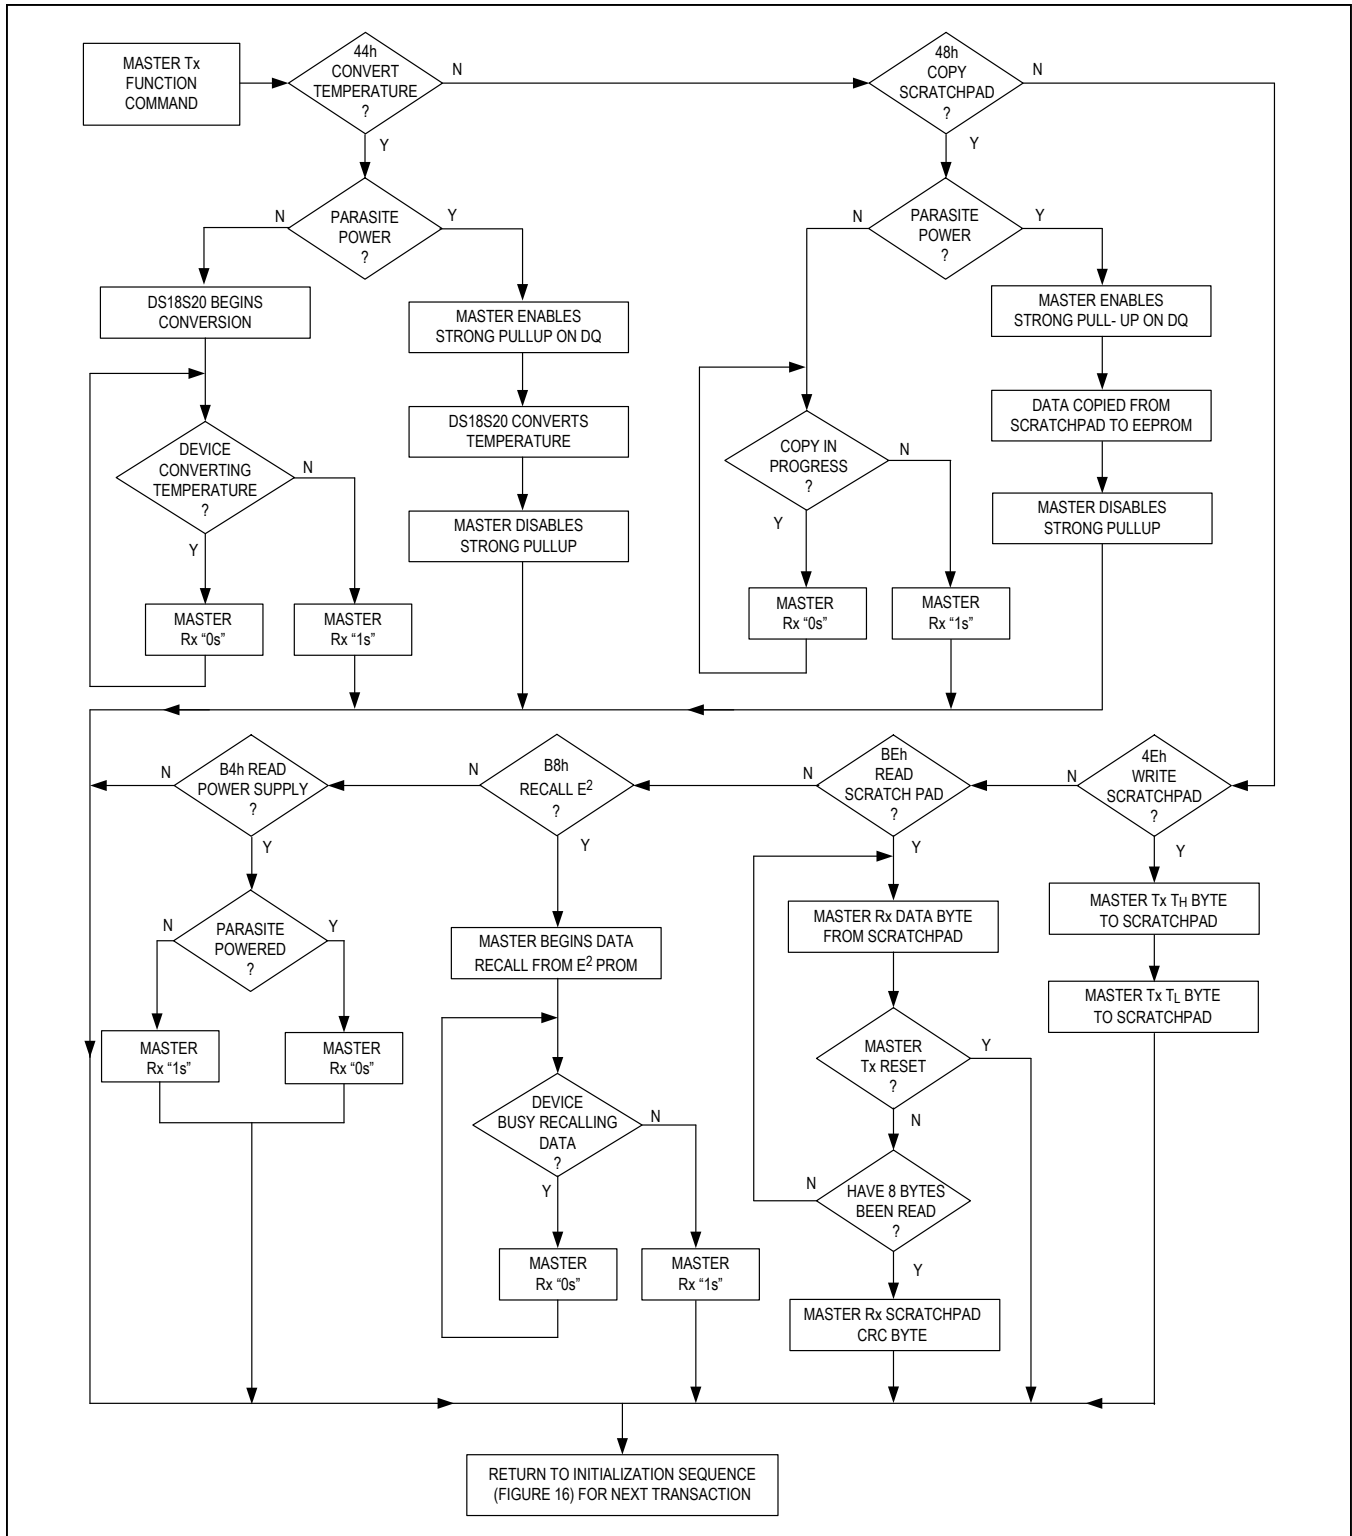 MASTER Tx
FUNCTION
COMMAND
44h
CONVERT
TEMPERATURE
?
N
Y
48h
COPY
SCRATCHPAD
?
N
Y
PARASITE
POWER
?
N
Y
PARASITE
POWER
?
N
Y
DS18S20 BEGINS
CONVERSION
MASTER ENABLES
STRONG PULLUP ON DQ
MASTER ENABLES
STRONG PULL- UP ON DQ
DEVICE
CONVERTING
TEMPERATURE
?
N
Y
DS18S20 CONVERTS
TEMPERATURE
COPY IN
PROGRESS
?
N
Y
DATA COPIED FROM
SCRATCHPAD TO EEPROM
MASTER DISABLES
STRONG PULLUP
MASTER DISABLES
STRONG PULLUP
MASTER
Rx “0s”
MASTER
Rx “1s”
MASTER
Rx “0s”
MASTER
Rx “1s”
B4h READ
POWER SUPPLY
?
N
Y
B8h
RECALL E2
?
N
Y
BEh
READ
SCRATCH PAD
?
N
Y
4Eh
WRITE
SCRATCHPAD
?
N
Y
PARASITE
POWERED
?
N
Y
MASTER BEGINS DATA
RECALL FROM E2 PROM
MASTER Rx DATA BYTE
FROM SCRATCHPAD
MASTER Tx TH BYTE
TO SCRATCHPAD
MASTER Tx TL BYTE
TO SCRATCHPAD
MASTER
Rx “1s”
MASTER
Rx “0s”
DEVICE
BUSY RECALLING
DATA
?
N
Y
MASTER
Tx RESET
?
Y
N
HAVE 8 BYTES
BEEN READ
?
N
Y
MASTER
Rx “0s”
MASTER
Rx “1s”
MASTER Rx SCRATCHPAD
CRC BYTE
RETURN TO INITIALIZATION SEQUENCE
(FIGURE 16) FOR NEXT TRANSACTION